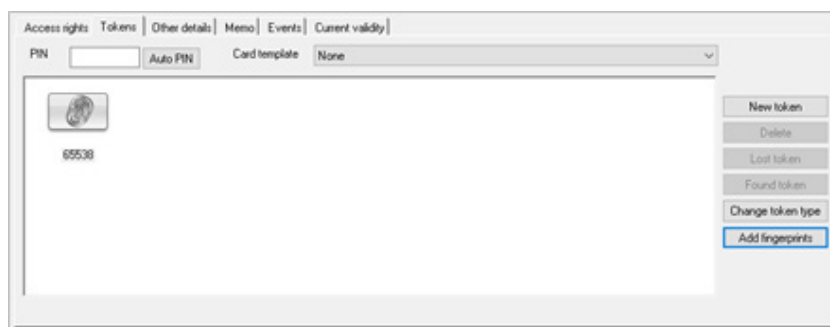 Access rights Tokens Other details Memo Events Current validity
PIN Auto PIN Card template None
New token
Delete
65538
Lost token
Found token
Change token type
Add fingerprints